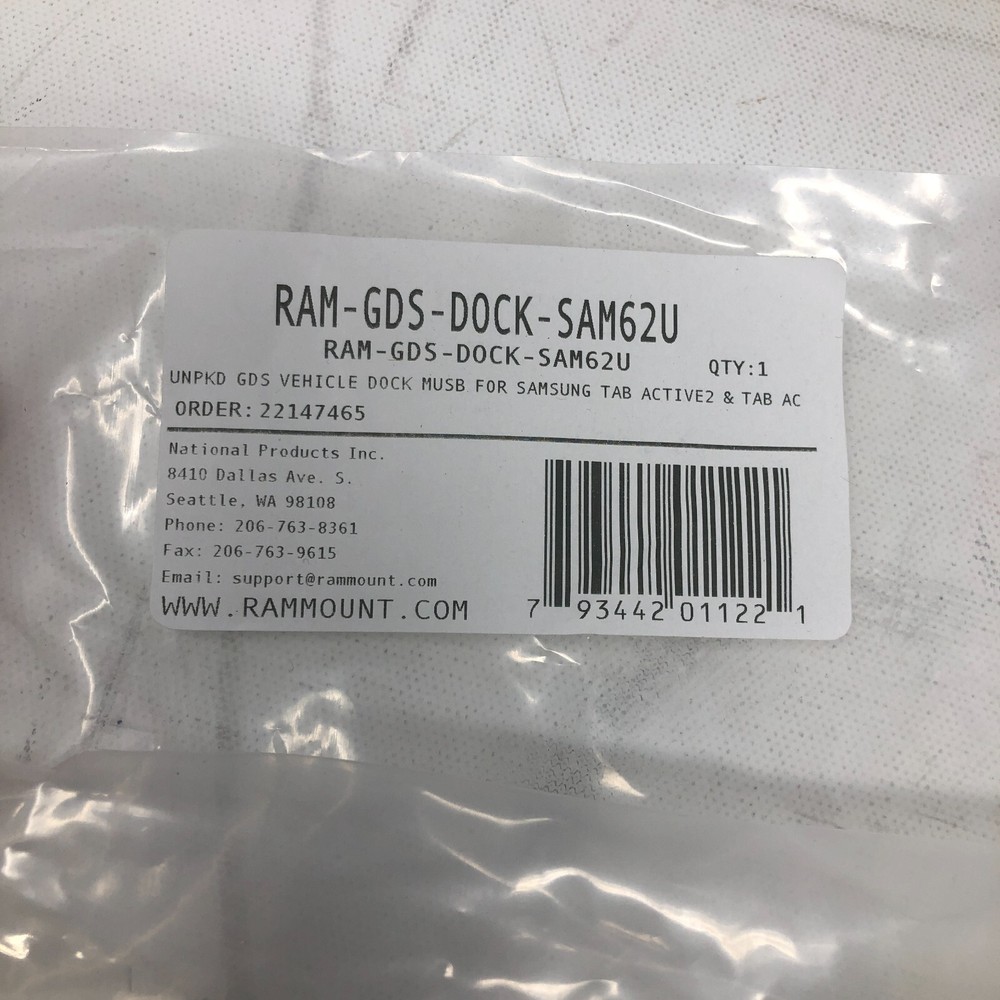 RAM-GDS-DOCK-SAM62U
RAM-GDS-DOCK-SAM62U QTY:1
UNPKD GDS VEHICLE DOCK MUSB FOR SAMSUNG TAB ACTIVE2 & TAB AC
ORDER: 22147465
National Products Inc.
8410 Dallas Ave. S.
Seattle, WA 98108
Phone: 206-763-8361
Fax: 206-763-9615
Email: support@rammount.com
WWW.RAMMOUNT.COM
7 93442 01122 1